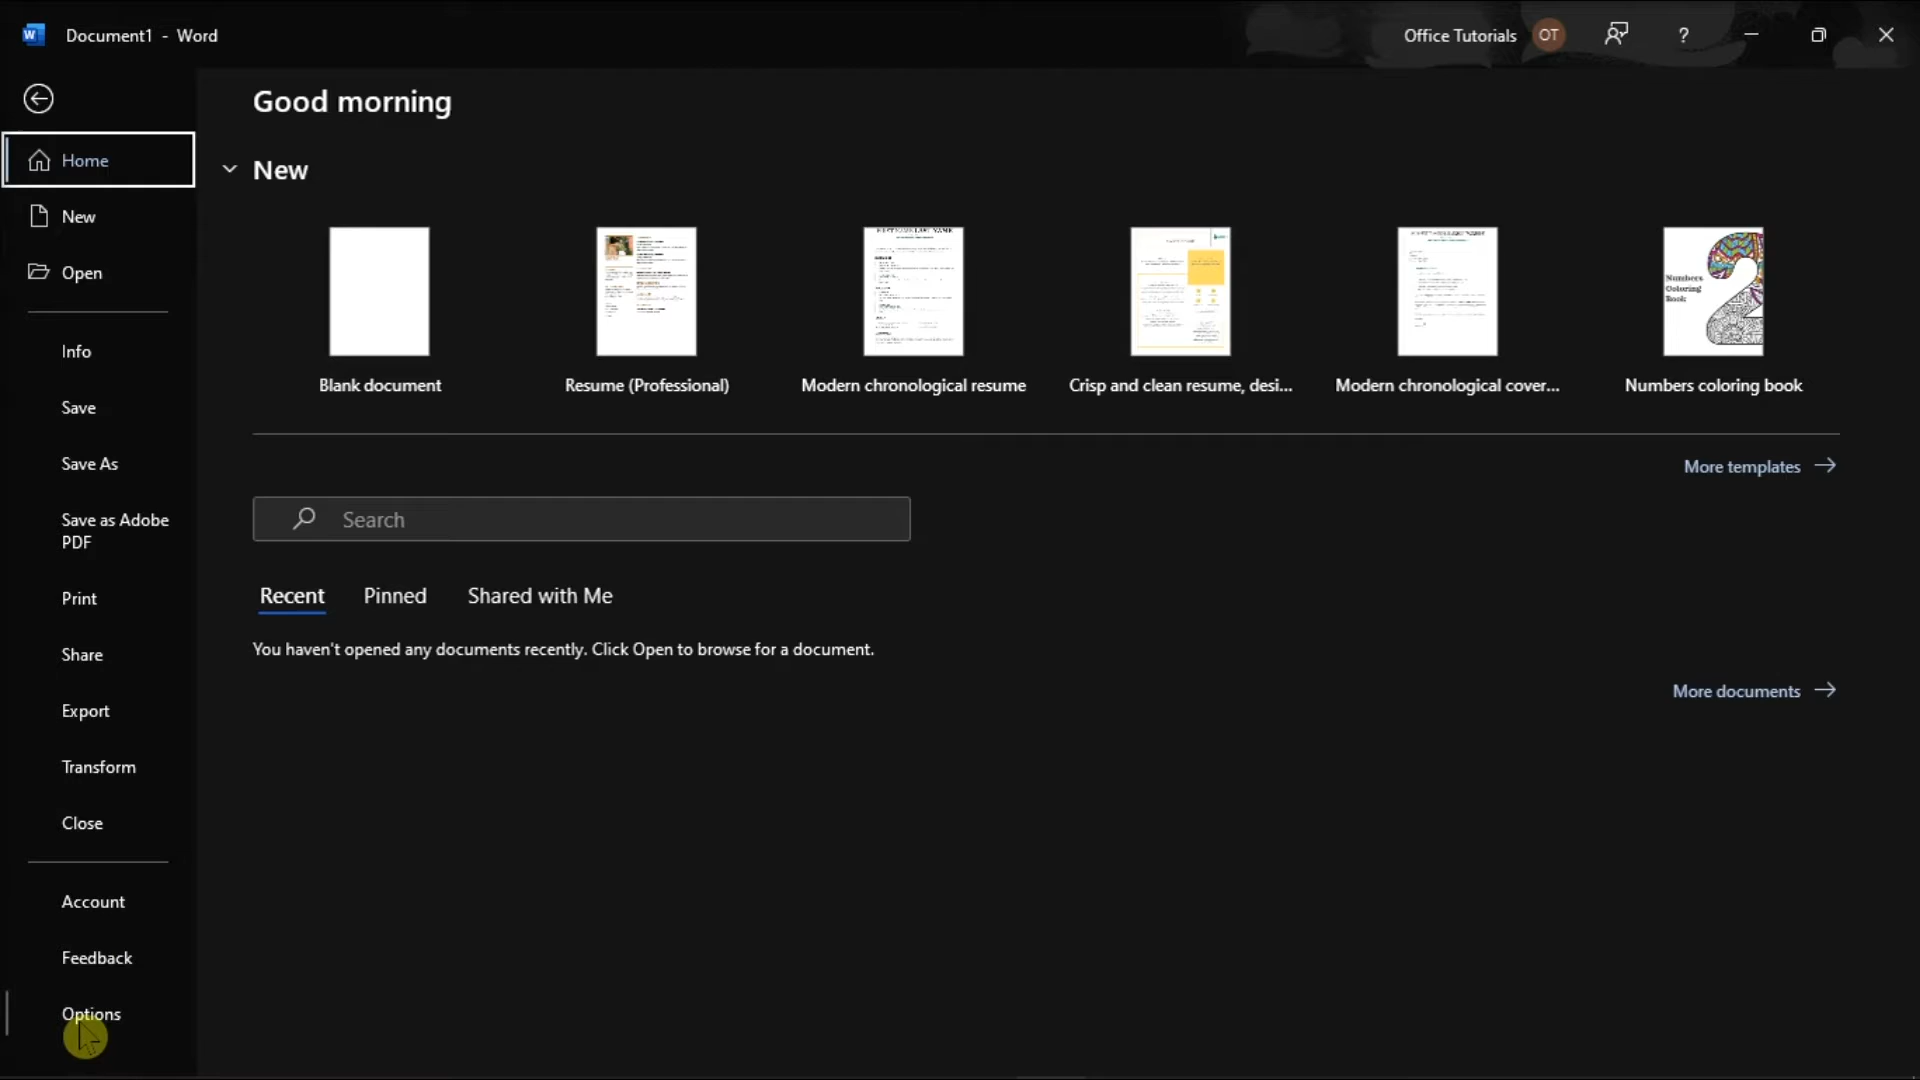 W Document1 - Word
Office Tutorials OT ?
Good morning
Home
New
New
Open
Numbers
Coloring
Book
Blank document
Resume (Professional)
Modern chronological resume
Crisp and clean resume, desi...
Modern chronological cover...
Numbers coloring book
Info
Save
Save As
Save as Adobe
PDF
Print
Share
Export
Transform
Close
Account
Feedback
Options
More templates
Search
Recent Pinned Shared with Me
You haven't opened any documents recently. Click Open to browse for a document.
More documents